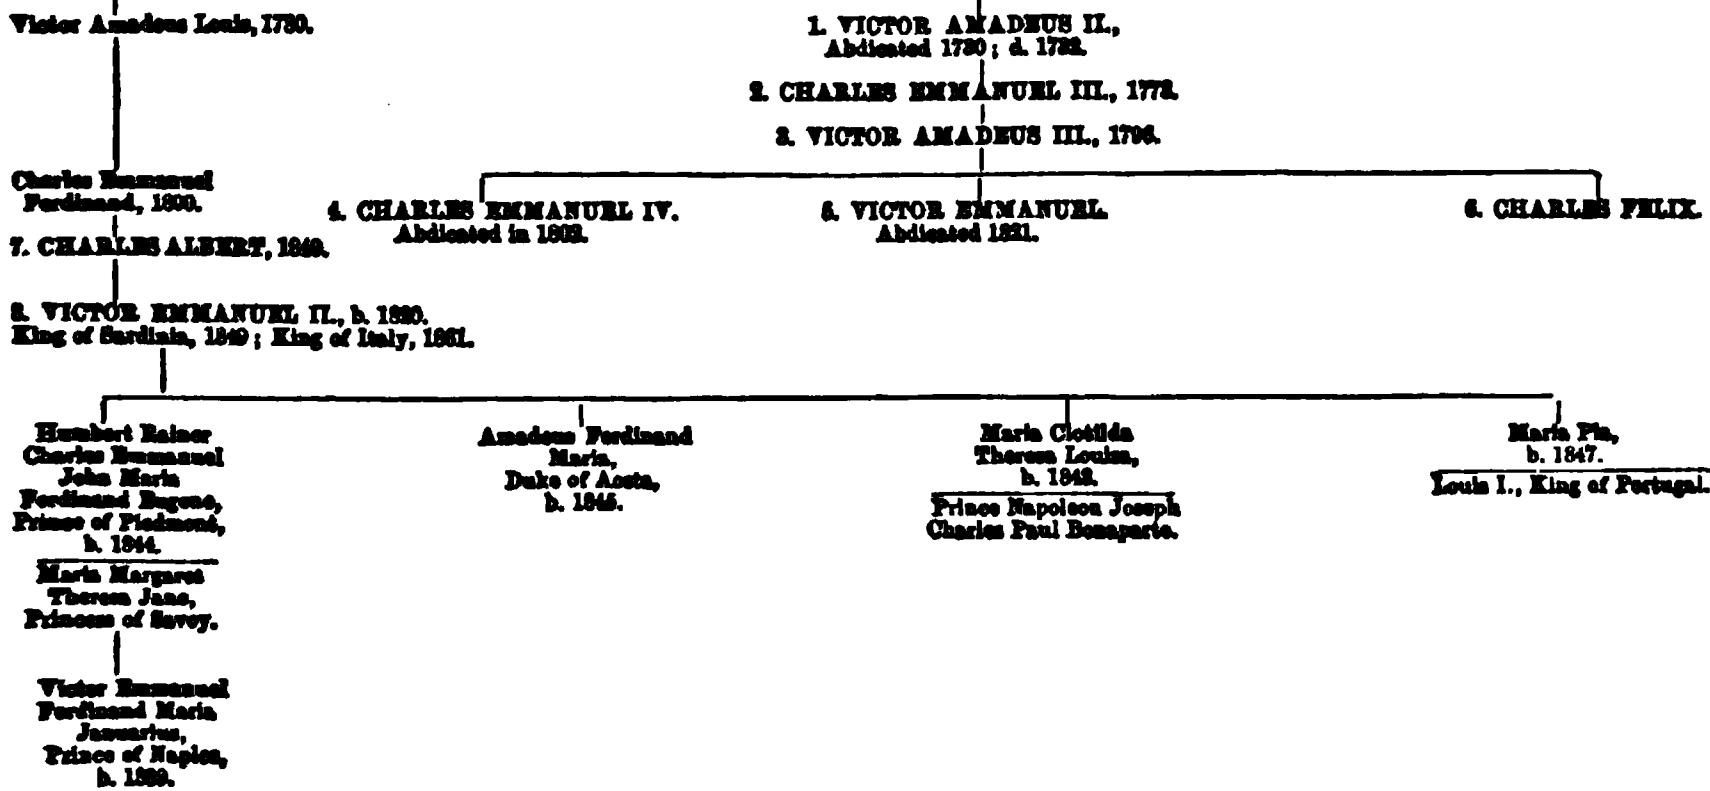 Victor Amadeus Louis, 1780.
1. VICTOR AMADEUS II.,
Abdicated 1730; d. 1732.
2. CHARLES EMMANUEL III., 1773.
3. VICTOR AMADEUS III., 1796.
Charles Emmanuel
Ferdinand, 1800.
4. CHARLES EMMANUEL IV.
Abdicated in 1802.
5. VICTOR EMMANUEL.
Abdicated 1821.
6. CHARLES FELIX.
7. CHARLES ALBERT, 1849.
8. VICTOR EMMANUEL II., b. 1820.
King of Sardinia, 1849; King of Italy, 1861.
Humbert Rainer
Charles Emmanuel
John Maria
Ferdinand Eugene,
Prince of Piedmont,
b. 1844.
Maria Margaret
Theresa Jane,
Princess of Savoy.
Victor Emmanuel
Ferdinand Maria
Januarius,
Prince of Naples,
b. 1869.
Amadeus Ferdinand
Maria,
Duke of Aosta,
b. 1845.
Maria Clotilda
Theresa Louisa,
b. 1843.
Prince Napoleon Joseph
Charles Paul Bonaparte.
Maria Pia,
b. 1847.
Louis I., King of Portugal.